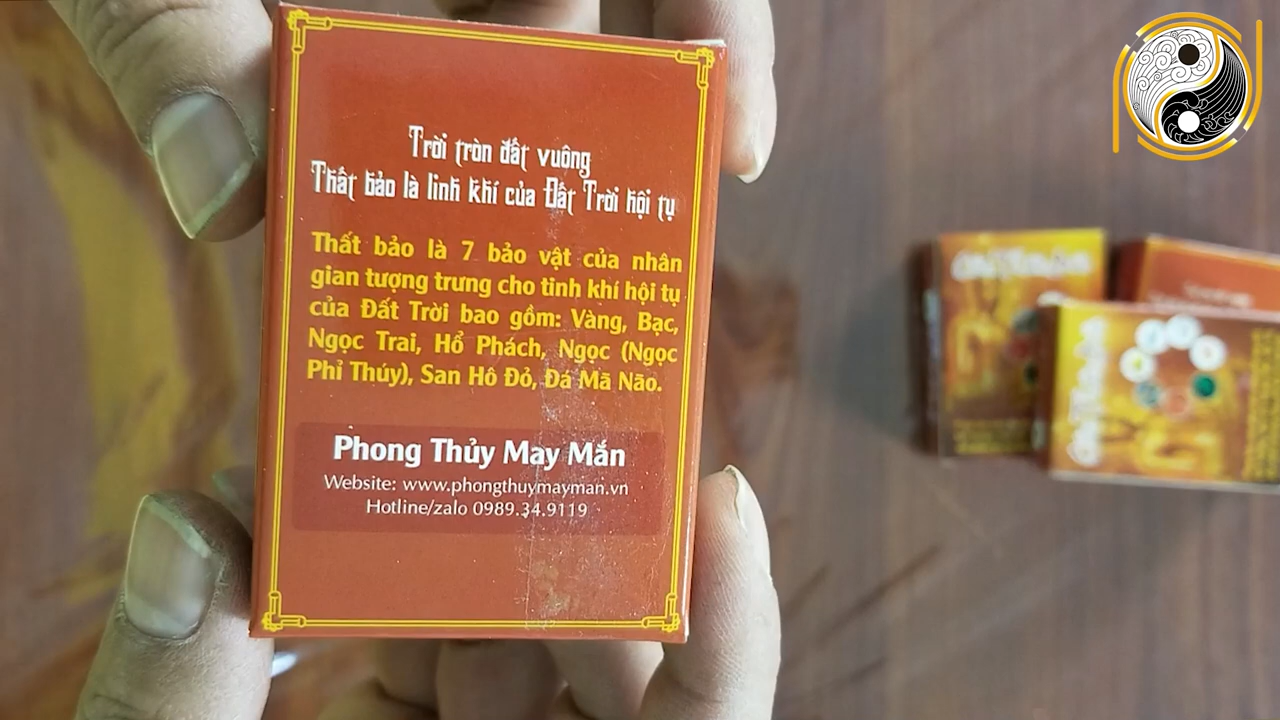 Trời tròn đất vuông
Thất bảo là linh khí của Đất Trời hội tụ
Thất bảo là 7 bảo vật của nhân
gian tượng trưng cho tinh khí hội tụ
của Đất Trời bao gồm: Vàng, Bạc,
Ngọc Trai, Hổ Phách, Ngọc (Ngọc
Phỉ Thúy), San Hô Đỏ, Đá Mã Não.
Phong Thủy May Mắn
Website: www.phongthuymayman.vn
Hotline/zalo 0989.34.9119